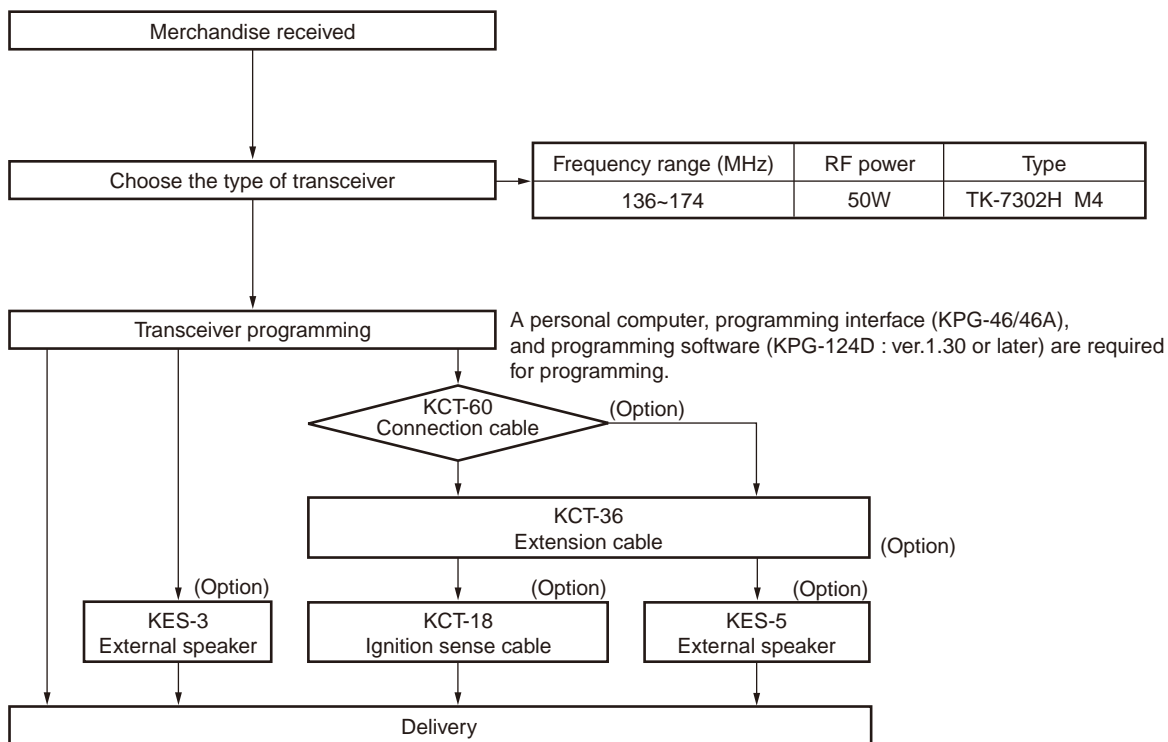 Merchandise received
Choose the type of transceiver
Frequency range (MHz) RF power Type
136~174 50W TK-7302H M4
Transceiver programming
A personal computer, programming interface (KPG-46/46A),
and programming software (KPG-124D : ver.1.30 or later) are required
for programming.
KCT-60
Connection cable
(Option)
KCT-36
Extension cable
(Option)
(Option)
KES-3
External speaker
(Option)
KCT-18
Ignition sense cable
(Option)
KES-5
External speaker
Delivery